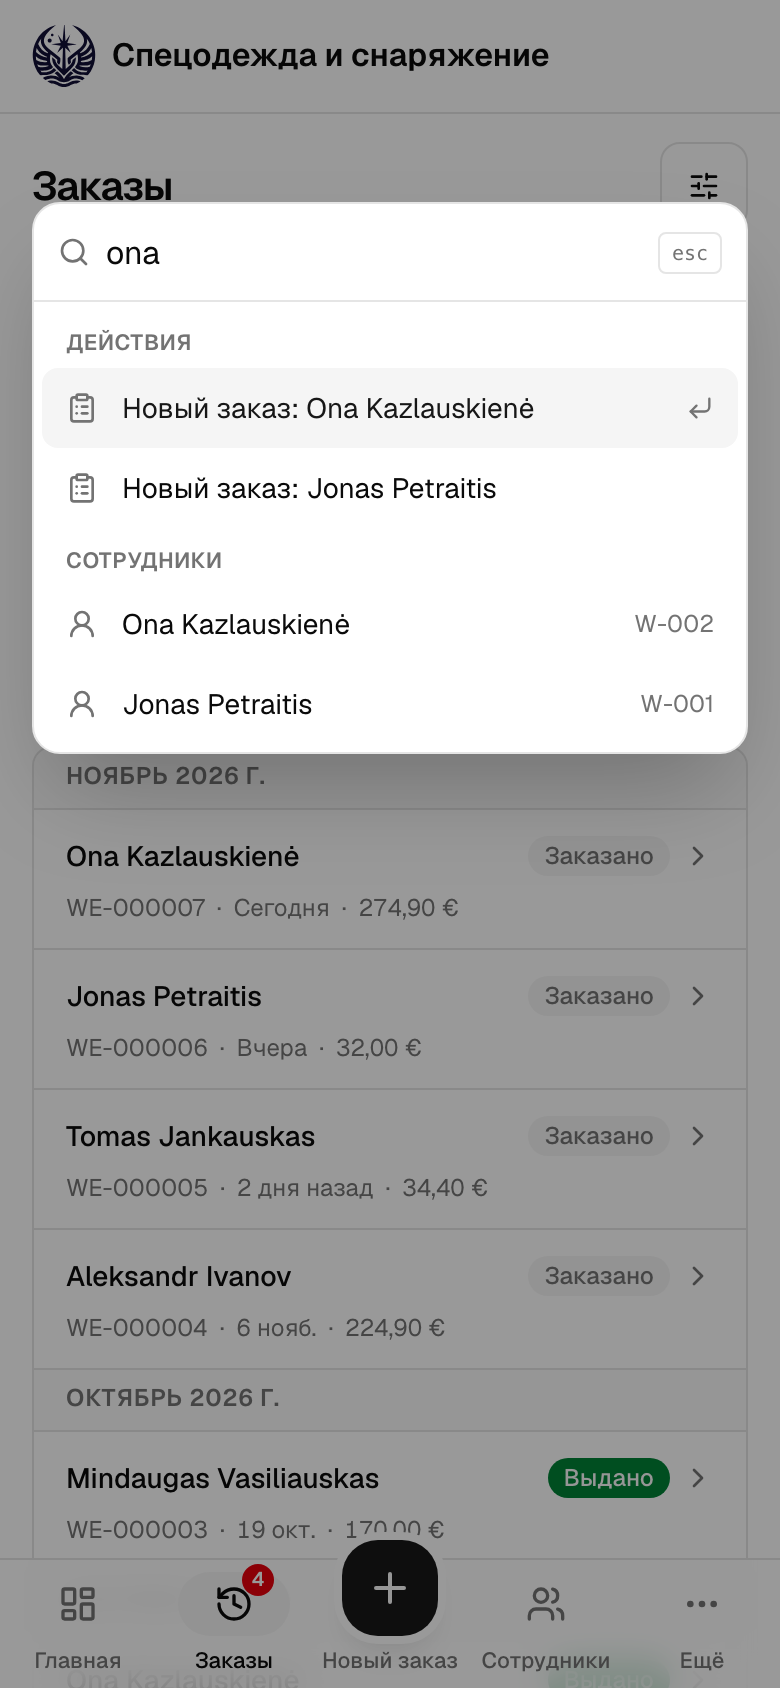 Спецодежда и снаряжение
Заказы
ona
esc
ДЕЙСТВИЯ
Новый заказ: Ona Kazlauskienė
Новый заказ: Jonas Petraitis
СОТРУДНИКИ
Ona Kazlauskienė W-002
Jonas Petraitis W-001
НОЯБРЬ 2026 Г.
Ona Kazlauskienė Заказано
WE-000007 · Сегодня · 274,90 €
Jonas Petraitis Заказано
WE-000006 · Вчера · 32,00 €
Tomas Jankauskas Заказано
WE-000005 · 2 дня назад · 34,40 €
Aleksandr Ivanov Заказано
WE-000004 · 6 нояб. · 224,90 €
ОКТЯБРЬ 2026 Г.
Mindaugas Vasiliauskas Выдано
WE-000003 · 19 окт. · 170,00 €
4
Главная Заказы Новый заказ Сотрудники Ещё
Ona Kazlauskienė Выдано